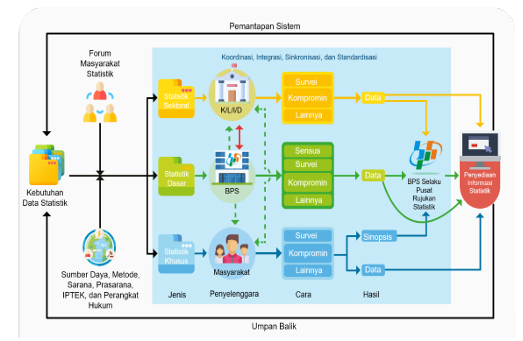 Pemantapan Sistem
Forum
Masyarakat
Statistik
Koordinasi, Integrasi, Sinkronisasi, dan Standardisasi
Statistik
Sektoral
K/L/I/D
Survei
Kompromin
Lainnya
Data
Kebutuhan
Data Statistik
Statistik
Dasar
BPS
Sensus
Survei
Kompromin
Lainnya
Data
BPS Selaku
Pusat
Rujukan
Statistik
Penyediaan
Informasi
Statistik
Sumber Daya, Metode,
Sarana, Prasarana,
IPTEK, dan Perangkat
Hukum
Statistik
Khusus
Masyarakat
Survei
Kompromin
Lainnya
Sinopsis
Data
Jenis
Penyelenggara
Cara
Hasil
Umpan Balik